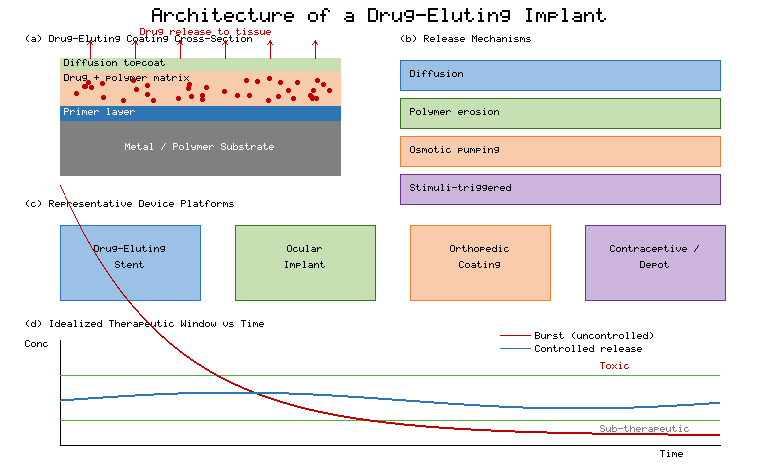 Architecture of a Drug-Eluting Implant
Drug release to tissue
(a) Drug-Eluting Coating Cross-Section
Diffusion topcoat
Drug + polymer matrix
Primer layer
Metal / Polymer Substrate
(b) Release Mechanisms
Diffusion
Polymer erosion
Osmotic pumping
Stimuli-triggered
(c) Representative Device Platforms
Drug-Eluting
Stent
Ocular
Implant
Orthopedic
Coating
Contraceptive /
Depot
(d) Idealized Therapeutic Window vs Time
Conc
Burst (uncontrolled)
Controlled release
Toxic
Sub-therapeutic
Time